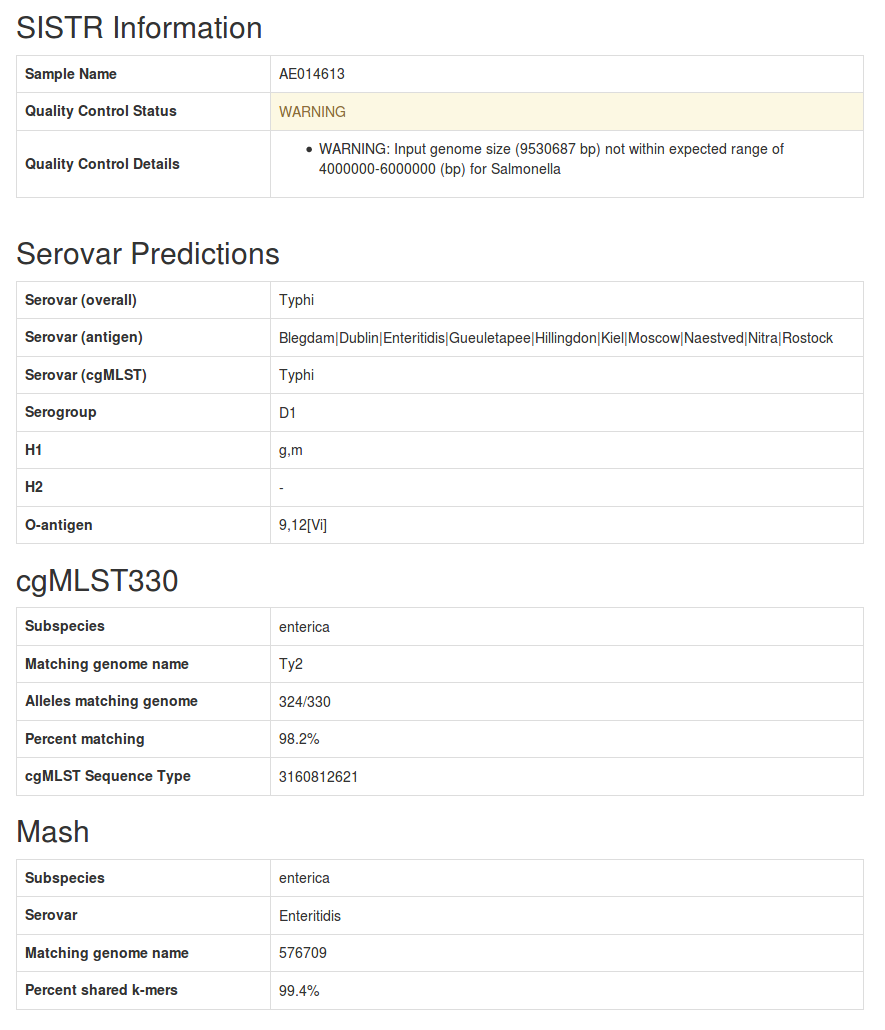 SISTR Information
Sample Name AE014613
Quality Control Status WARNING
Quality Control Details • WARNING: Input genome size (9530687 bp) not within expected range of
4000000-6000000 (bp) for Salmonella
Serovar Predictions
Serovar (overall) Typhi
Serovar (antigen) Blegdam|Dublin|Enteritidis|Gueuletapee|Hillingdon|Kiel|Moscow|Naestved|Nitra|Rostock
Serovar (cgMLST) Typhi
Serogroup D1
H1 g,m
H2 -
O-antigen 9,12[Vi]
cgMLST330
Subspecies enterica
Matching genome name Ty2
Alleles matching genome 324/330
Percent matching 98.2%
cgMLST Sequence Type 3160812621
Mash
Subspecies enterica
Serovar Enteritidis
Matching genome name 576709
Percent shared k-mers 99.4%